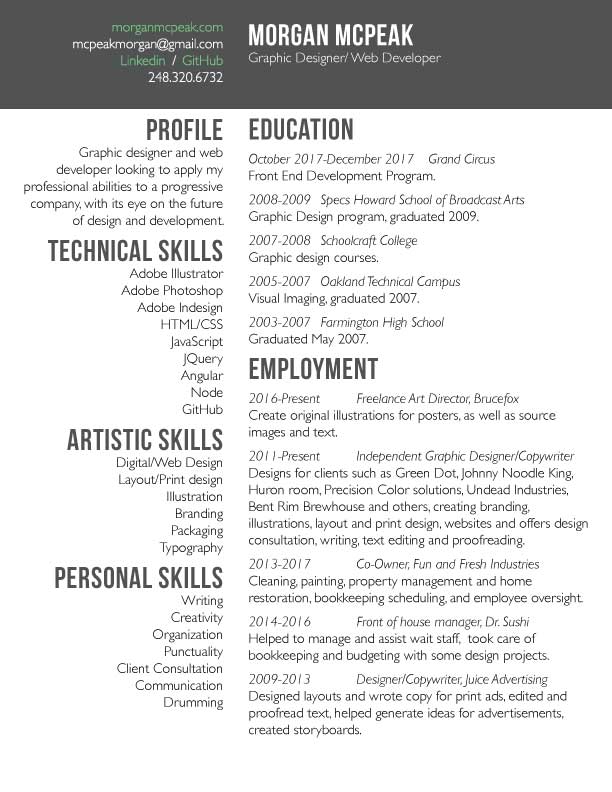 morganmcpeak.com
mcpeakmorgan@gmail.com
Linkedin / GitHub
248.320.6732
MORGAN MCPEAK
Graphic Designer/ Web Developer
PROFILE
Graphic designer and web
developer looking to apply my
professional abilities to a progressive
company, with its eye on the future
of design and development.
TECHNICAL SKILLS
Adobe Illustrator
Adobe Photoshop
Adobe Indesign
HTML/CSS
JavaScript
JQuery
Angular
Node
GitHub
ARTISTIC SKILLS
Digital/Web Design
Layout/Print design
Illustration
Branding
Packaging
Typography
PERSONAL SKILLS
Writing
Creativity
Organization
Punctuality
Client Consultation
Communication
Drumming
EDUCATION
October 2017-December 2017 Grand Circus
Front End Development Program.
2008-2009 Specs Howard School of Broadcast Arts
Graphic Design program, graduated 2009.
2007-2008 Schoolcraft College
Graphic design courses.
2005-2007 Oakland Technical Campus
Visual Imaging, graduated 2007.
2003-2007 Farmington High School
Graduated May 2007.
EMPLOYMENT
2016-Present Freelance Art Director, Brucefox
Create original illustrations for posters, as well as source
images and text.
2011-Present Independent Graphic Designer/Copywriter
Designs for clients such as Green Dot, Johnny Noodle King,
Huron room, Precision Color solutions, Undead Industries,
Bent Rim Brewhouse and others, creating branding,
illustrations, layout and print design, websites and offers design
consultation, writing, text editing and proofreading.
2013-2017 Co-Owner, Fun and Fresh Industries
Cleaning, painting, property management and home
restoration, bookkeeping scheduling, and employee oversight.
2014-2016 Front of house manager, Dr. Sushi
Helped to manage and assist wait staff, took care of
bookkeeping and budgeting with some design projects.
2009-2013 Designer/Copywriter, Juice Advertising
Designed layouts and wrote copy for print ads, edited and
proofread text, helped generate ideas for advertisements,
created storyboards.